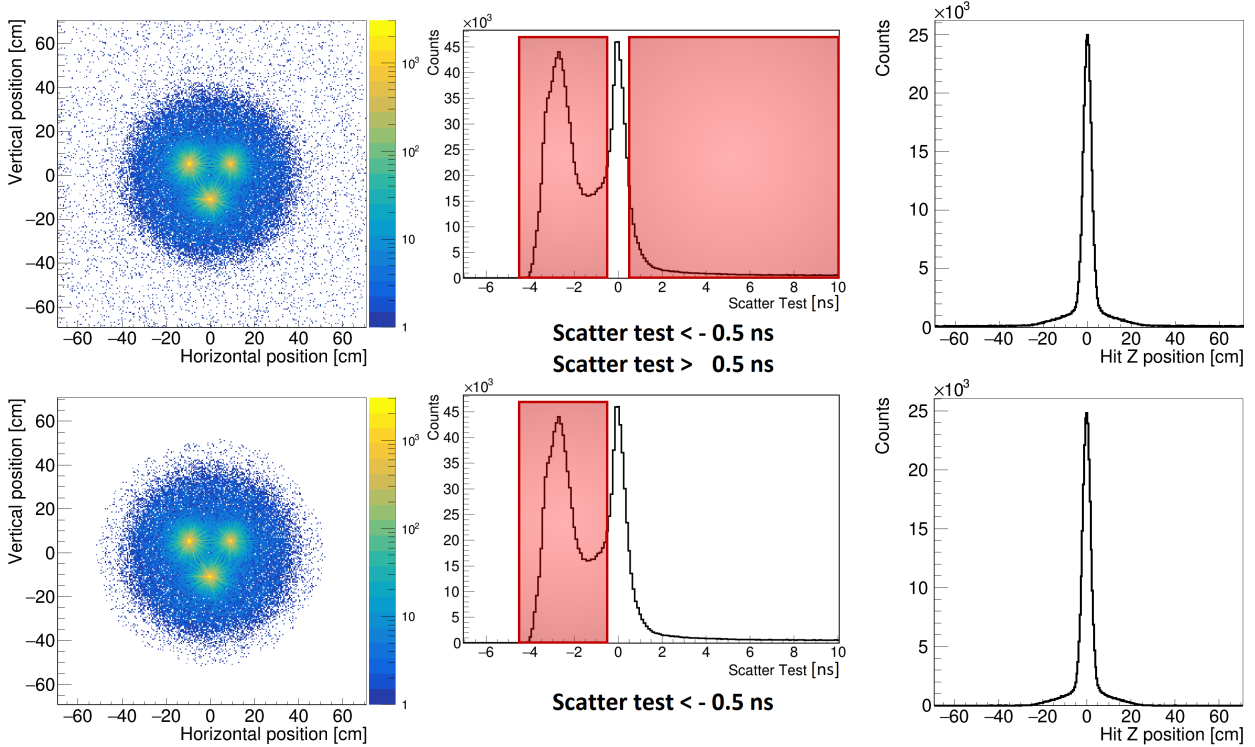 Vertical position [cm]
60
40
20
0
−20
−40
−60
−60 −40 −20 0 20 40 60
Horizontal position [cm]
10³
10²
10
1
×10³
Counts
45
40
35
30
25
20
15
10
5
0
−6 −4 −2 0 2 4 6 8 10
Scatter Test [ns]
Scatter test < - 0.5 ns
Scatter test > 0.5 ns
×10³
Counts
25
20
15
10
5
0
−60 −40 −20 0 20 40 60
Hit Z position [cm]
Vertical position [cm]
60
40
20
0
−20
−40
−60
−60 −40 −20 0 20 40 60
Horizontal position [cm]
10³
10²
10
1
×10³
Counts
45
40
35
30
25
20
15
10
5
0
−6 −4 −2 0 2 4 6 8 10
Scatter Test [ns]
Scatter test < - 0.5 ns
×10³
Counts
25
20
15
10
5
0
−60 −40 −20 0 20 40 60
Hit Z position [cm]